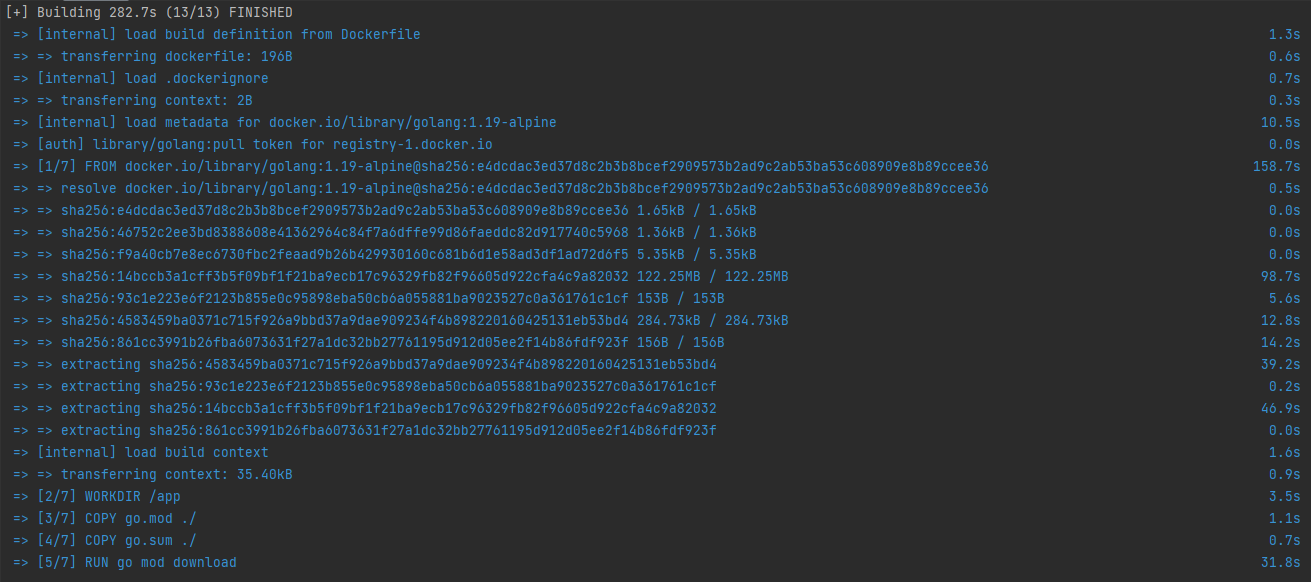 [+] Building 282.7s (13/13) FINISHED
=> [internal] load build definition from Dockerfile 1.3s
=> => transferring dockerfile: 196B 0.6s
=> [internal] load .dockerignore 0.7s
=> => transferring context: 2B 0.3s
=> [internal] load metadata for docker.io/library/golang:1.19-alpine 10.5s
=> [auth] library/golang:pull token for registry-1.docker.io 0.0s
=> [1/7] FROM docker.io/library/golang:1.19-alpine@sha256:e4dcdac3ed37d8c2b3b8bcef2909573b2ad9c2ab53ba53c608909e8b89ccee36 158.7s
=> => resolve docker.io/library/golang:1.19-alpine@sha256:e4dcdac3ed37d8c2b3b8bcef2909573b2ad9c2ab53ba53c608909e8b89ccee36 0.5s
=> => sha256:e4dcdac3ed37d8c2b3b8bcef2909573b2ad9c2ab53ba53c608909e8b89ccee36 1.65kB / 1.65kB 0.0s
=> => sha256:46752c2ee3bd8388608e41362964c84f7a6dffe99d86faeddc82d917740c5968 1.36kB / 1.36kB 0.0s
=> => sha256:f9a40cb7e8ec6730fbc2feaad9b26b429930160c681b6d1e58ad3df1ad72d6f5 5.35kB / 5.35kB 0.0s
=> => sha256:14bccb3a1cff3b5f09bf1f21ba9ecb17c96329fb82f96605d922cfa4c9a82032 122.25MB / 122.25MB 98.7s
=> => sha256:93c1e223e6f2123b855e0c95898eba50cb6a055881ba9023527c0a361761c1cf 153B / 153B 5.6s
=> => sha256:4583459ba0371c715f926a9bbd37a9dae909234f4b898220160425131eb53bd4 284.73kB / 284.73kB 12.8s
=> => sha256:861cc3991b26fba6073631f27a1dc32bb27761195d912d05ee2f14b86fdf923f 156B / 156B 14.2s
=> => extracting sha256:4583459ba0371c715f926a9bbd37a9dae909234f4b898220160425131eb53bd4 39.2s
=> => extracting sha256:93c1e223e6f2123b855e0c95898eba50cb6a055881ba9023527c0a361761c1cf 0.2s
=> => extracting sha256:14bccb3a1cff3b5f09bf1f21ba9ecb17c96329fb82f96605d922cfa4c9a82032 46.9s
=> => extracting sha256:861cc3991b26fba6073631f27a1dc32bb27761195d912d05ee2f14b86fdf923f 0.0s
=> [internal] load build context 1.6s
=> => transferring context: 35.40kB 0.9s
=> [2/7] WORKDIR /app 3.5s
=> [3/7] COPY go.mod ./ 1.1s
=> [4/7] COPY go.sum ./ 0.7s
=> [5/7] RUN go mod download 31.8s